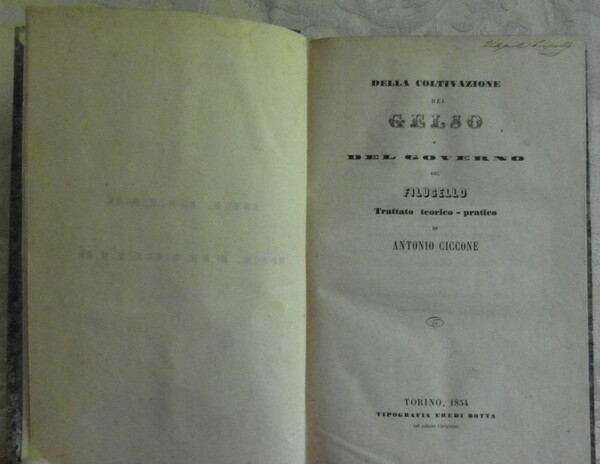 DELLA COLTIVAZIONE
DEL
GELSO
E
DEL GOVERNO
DEL
FILUGELLO
Trattato teorico-pratico
DI
ANTONIO CICCONE
TORINO, 1854
TIPOGRAFIA EREDI BOTTA